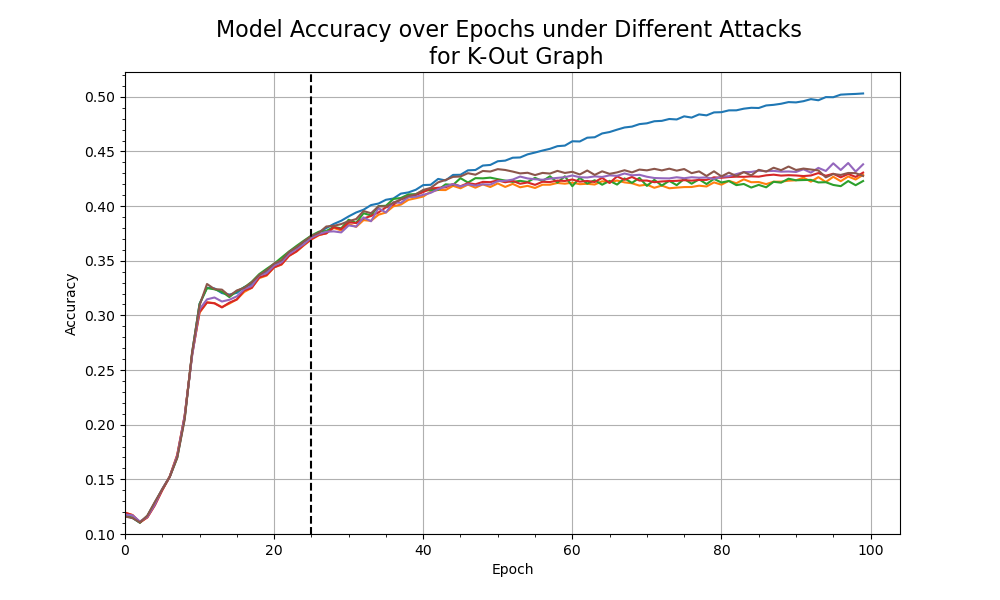 Model Accuracy over Epochs under Different Attacks
for K-Out Graph
0.50
0.45
0.40
0.35
0.30
0.25
0.20
0.15
0.10
Accuracy
0 20 40 60 80 100
Epoch